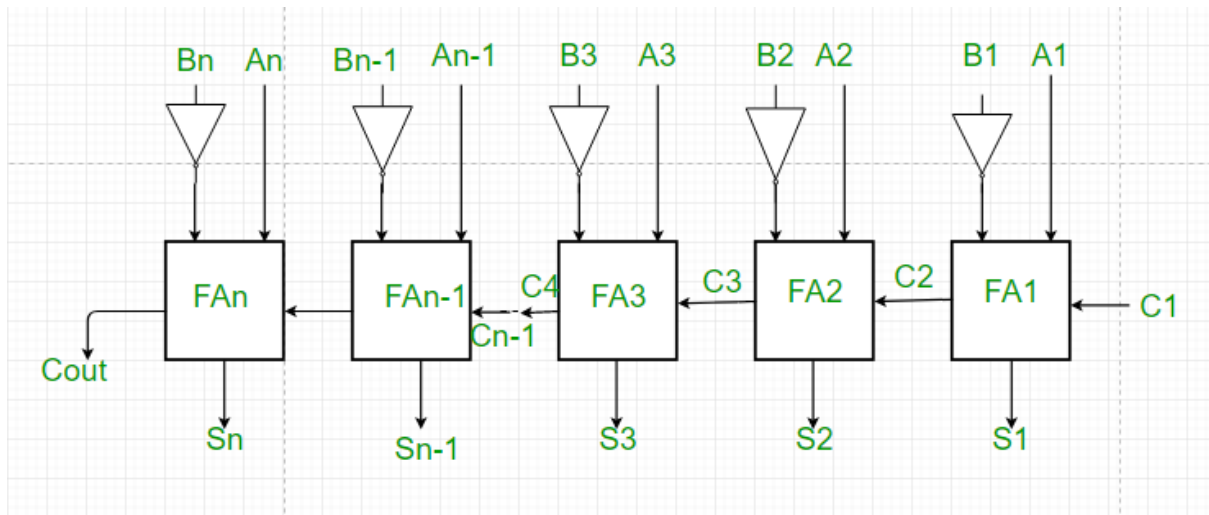 Bn An Bn-1 An-1 B3 A3 B2 A2 B1 A1
FAn FAn-1 C4 FA3 C3 FA2 C2 FA1 C1
Cn-1
Cout
Sn Sn-1 S3 S2 S1